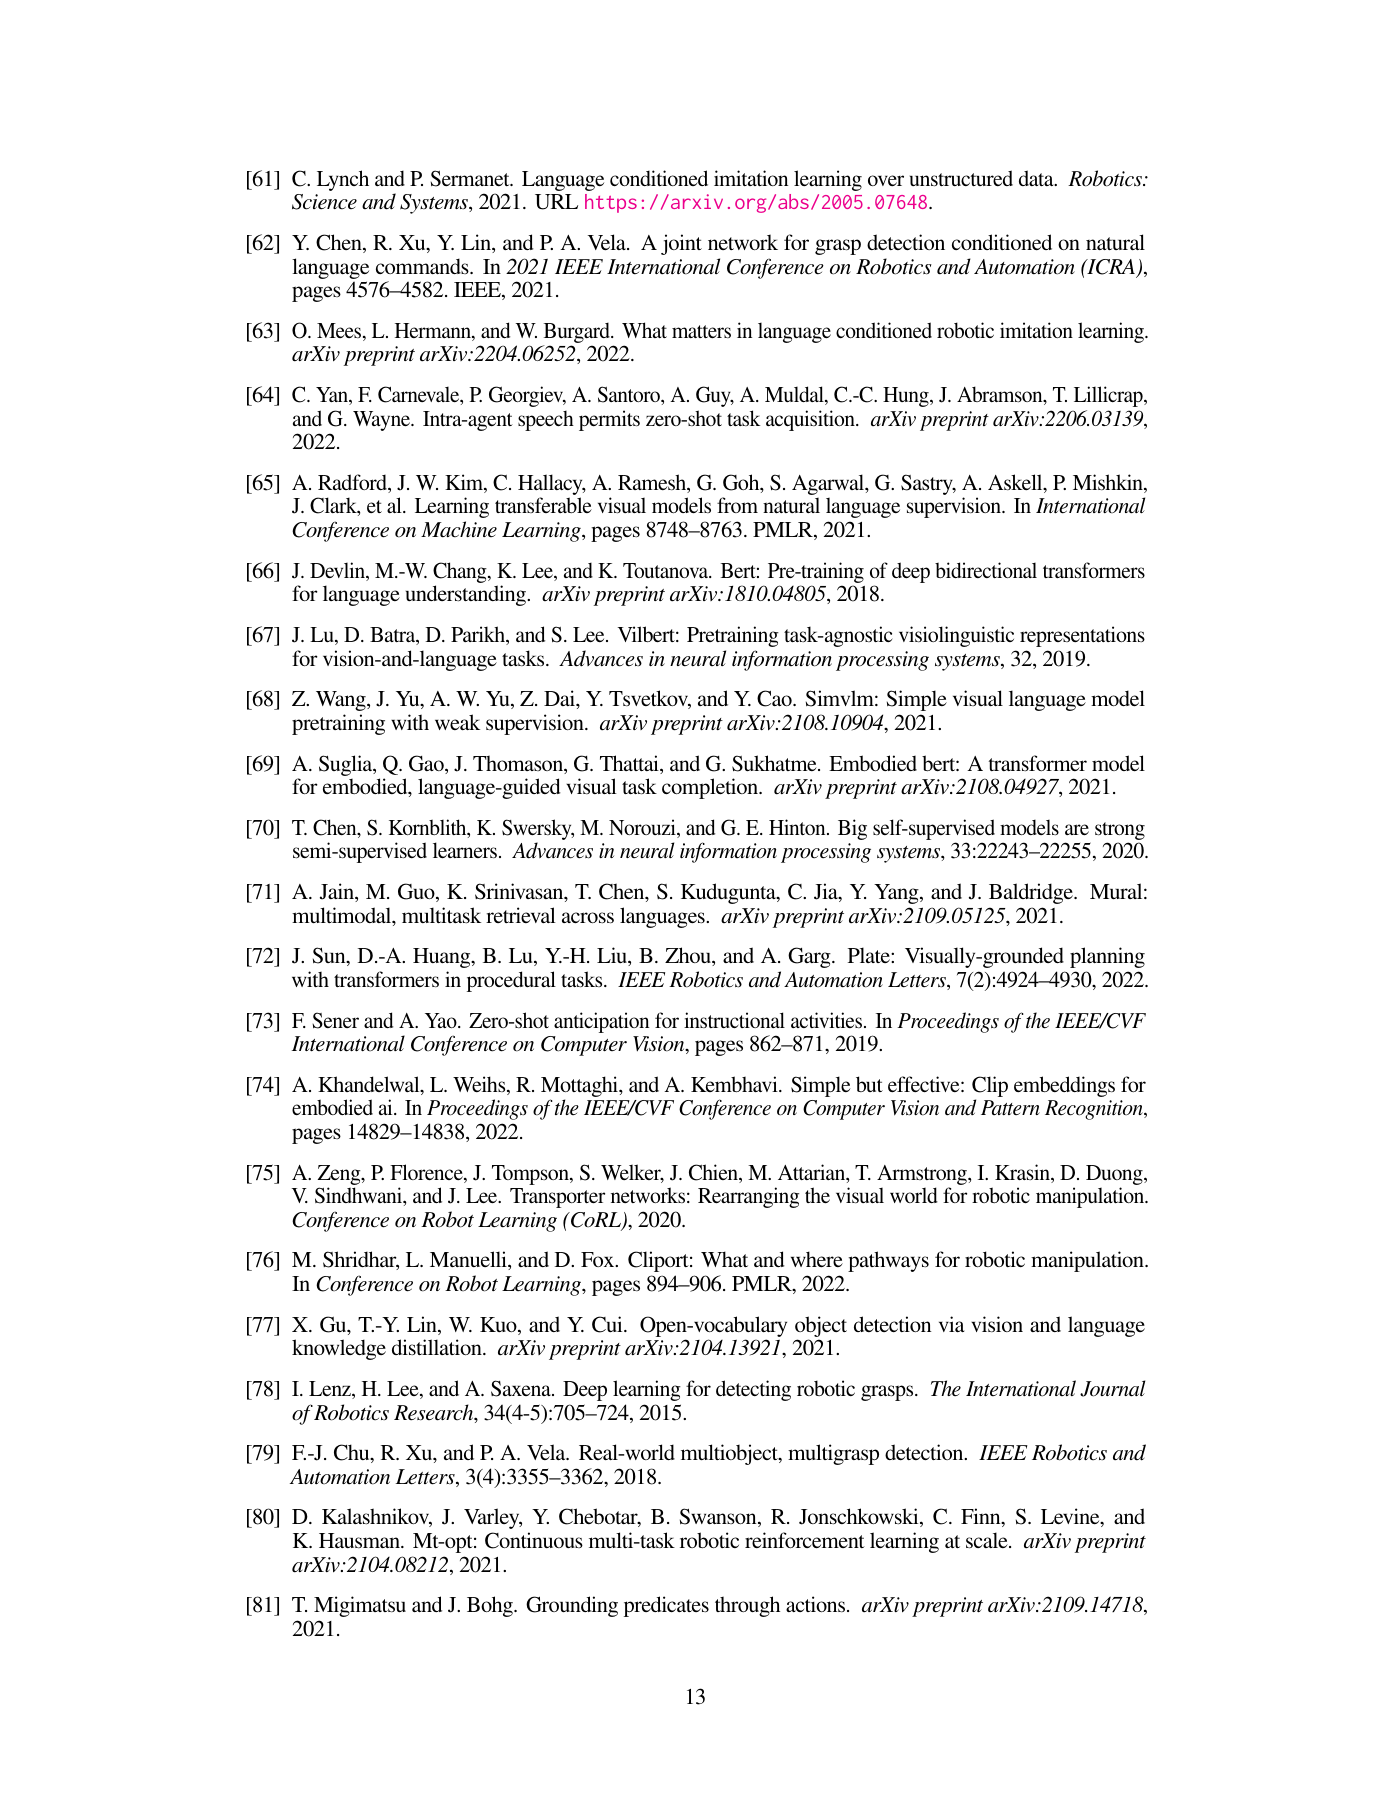 [61] C. Lynch and P. Sermanet. Language conditioned imitation learning over unstructured data. Robotics:
Science and Systems, 2021. URL https://arxiv.org/abs/2005.07648.
[62] Y. Chen, R. Xu, Y. Lin, and P. A. Vela. A joint network for grasp detection conditioned on natural
language commands. In 2021 IEEE International Conference on Robotics and Automation (ICRA),
pages 4576–4582. IEEE, 2021.
[63] O. Mees, L. Hermann, and W. Burgard. What matters in language conditioned robotic imitation learning.
arXiv preprint arXiv:2204.06252, 2022.
[64] C. Yan, F. Carnevale, P. Georgiev, A. Santoro, A. Guy, A. Muldal, C.-C. Hung, J. Abramson, T. Lillicrap,
and G. Wayne. Intra-agent speech permits zero-shot task acquisition. arXiv preprint arXiv:2206.03139,
2022.
[65] A. Radford, J. W. Kim, C. Hallacy, A. Ramesh, G. Goh, S. Agarwal, G. Sastry, A. Askell, P. Mishkin,
J. Clark, et al. Learning transferable visual models from natural language supervision. In International
Conference on Machine Learning, pages 8748–8763. PMLR, 2021.
[66] J. Devlin, M.-W. Chang, K. Lee, and K. Toutanova. Bert: Pre-training of deep bidirectional transformers
for language understanding. arXiv preprint arXiv:1810.04805, 2018.
[67] J. Lu, D. Batra, D. Parikh, and S. Lee. Vilbert: Pretraining task-agnostic visiolinguistic representations
for vision-and-language tasks. Advances in neural information processing systems, 32, 2019.
[68] Z. Wang, J. Yu, A. W. Yu, Z. Dai, Y. Tsvetkov, and Y. Cao. Simvlm: Simple visual language model
pretraining with weak supervision. arXiv preprint arXiv:2108.10904, 2021.
[69] A. Suglia, Q. Gao, J. Thomason, G. Thattai, and G. Sukhatme. Embodied bert: A transformer model
for embodied, language-guided visual task completion. arXiv preprint arXiv:2108.04927, 2021.
[70] T. Chen, S. Kornblith, K. Swersky, M. Norouzi, and G. E. Hinton. Big self-supervised models are strong
semi-supervised learners. Advances in neural information processing systems, 33:22243–22255, 2020.
[71] A. Jain, M. Guo, K. Srinivasan, T. Chen, S. Kudugunta, C. Jia, Y. Yang, and J. Baldridge. Mural:
multimodal, multitask retrieval across languages. arXiv preprint arXiv:2109.05125, 2021.
[72] J. Sun, D.-A. Huang, B. Lu, Y.-H. Liu, B. Zhou, and A. Garg. Plate: Visually-grounded planning
with transformers in procedural tasks. IEEE Robotics and Automation Letters, 7(2):4924–4930, 2022.
[73] F. Sener and A. Yao. Zero-shot anticipation for instructional activities. In Proceedings of the IEEE/CVF
International Conference on Computer Vision, pages 862–871, 2019.
[74] A. Khandelwal, L. Weihs, R. Mottaghi, and A. Kembhavi. Simple but effective: Clip embeddings for
embodied ai. In Proceedings of the IEEE/CVF Conference on Computer Vision and Pattern Recognition,
pages 14829–14838, 2022.
[75] A. Zeng, P. Florence, J. Tompson, S. Welker, J. Chien, M. Attarian, T. Armstrong, I. Krasin, D. Duong,
V. Sindhwani, and J. Lee. Transporter networks: Rearranging the visual world for robotic manipulation.
Conference on Robot Learning (CoRL), 2020.
[76] M. Shridhar, L. Manuelli, and D. Fox. Cliport: What and where pathways for robotic manipulation.
In Conference on Robot Learning, pages 894–906. PMLR, 2022.
[77] X. Gu, T.-Y. Lin, W. Kuo, and Y. Cui. Open-vocabulary object detection via vision and language
knowledge distillation. arXiv preprint arXiv:2104.13921, 2021.
[78] I. Lenz, H. Lee, and A. Saxena. Deep learning for detecting robotic grasps. The International Journal
of Robotics Research, 34(4-5):705–724, 2015.
[79] F.-J. Chu, R. Xu, and P. A. Vela. Real-world multiobject, multigrasp detection. IEEE Robotics and
Automation Letters, 3(4):3355–3362, 2018.
[80] D. Kalashnikov, J. Varley, Y. Chebotar, B. Swanson, R. Jonschkowski, C. Finn, S. Levine, and
K. Hausman. Mt-opt: Continuous multi-task robotic reinforcement learning at scale. arXiv preprint
arXiv:2104.08212, 2021.
[81] T. Migimatsu and J. Bohg. Grounding predicates through actions. arXiv preprint arXiv:2109.14718,
2021.
13